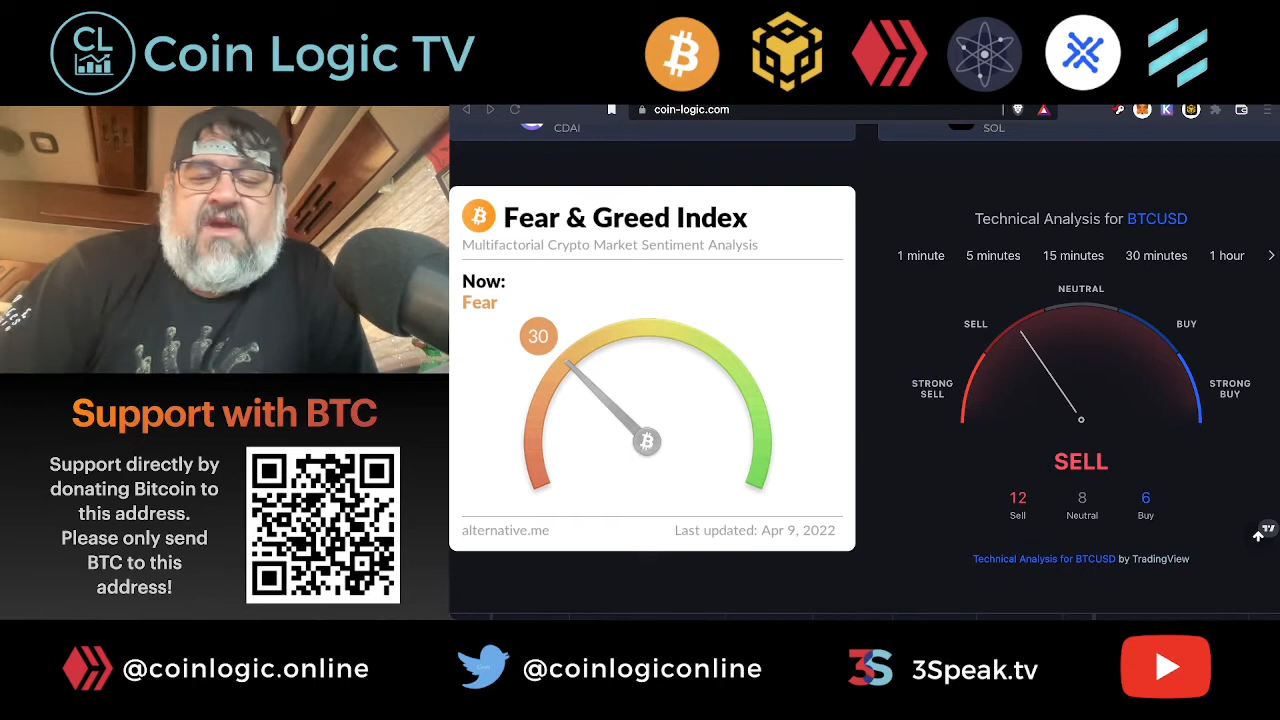 CL
Coin Logic TV
coin-logic.com
CDAI
SOL
Fear & Greed Index
Multifactorial Crypto Market Sentiment Analysis
Now:
Fear
30
alternative.me
Last updated: Apr 9, 2022
Technical Analysis for BTCUSD
1 minute
5 minutes
15 minutes
30 minutes
1 hour
NEUTRAL
SELL
BUY
STRONG
SELL
STRONG
BUY
SELL
12
8
6
Sell
Neutral
Buy
Technical Analysis for BTCUSD by TradingView
Support with BTC
Support directly by
donating Bitcoin to
this address.
Please only send
BTC to this
address!
@coinlogic.online
@coinlogiconline
3S
3Speak.tv